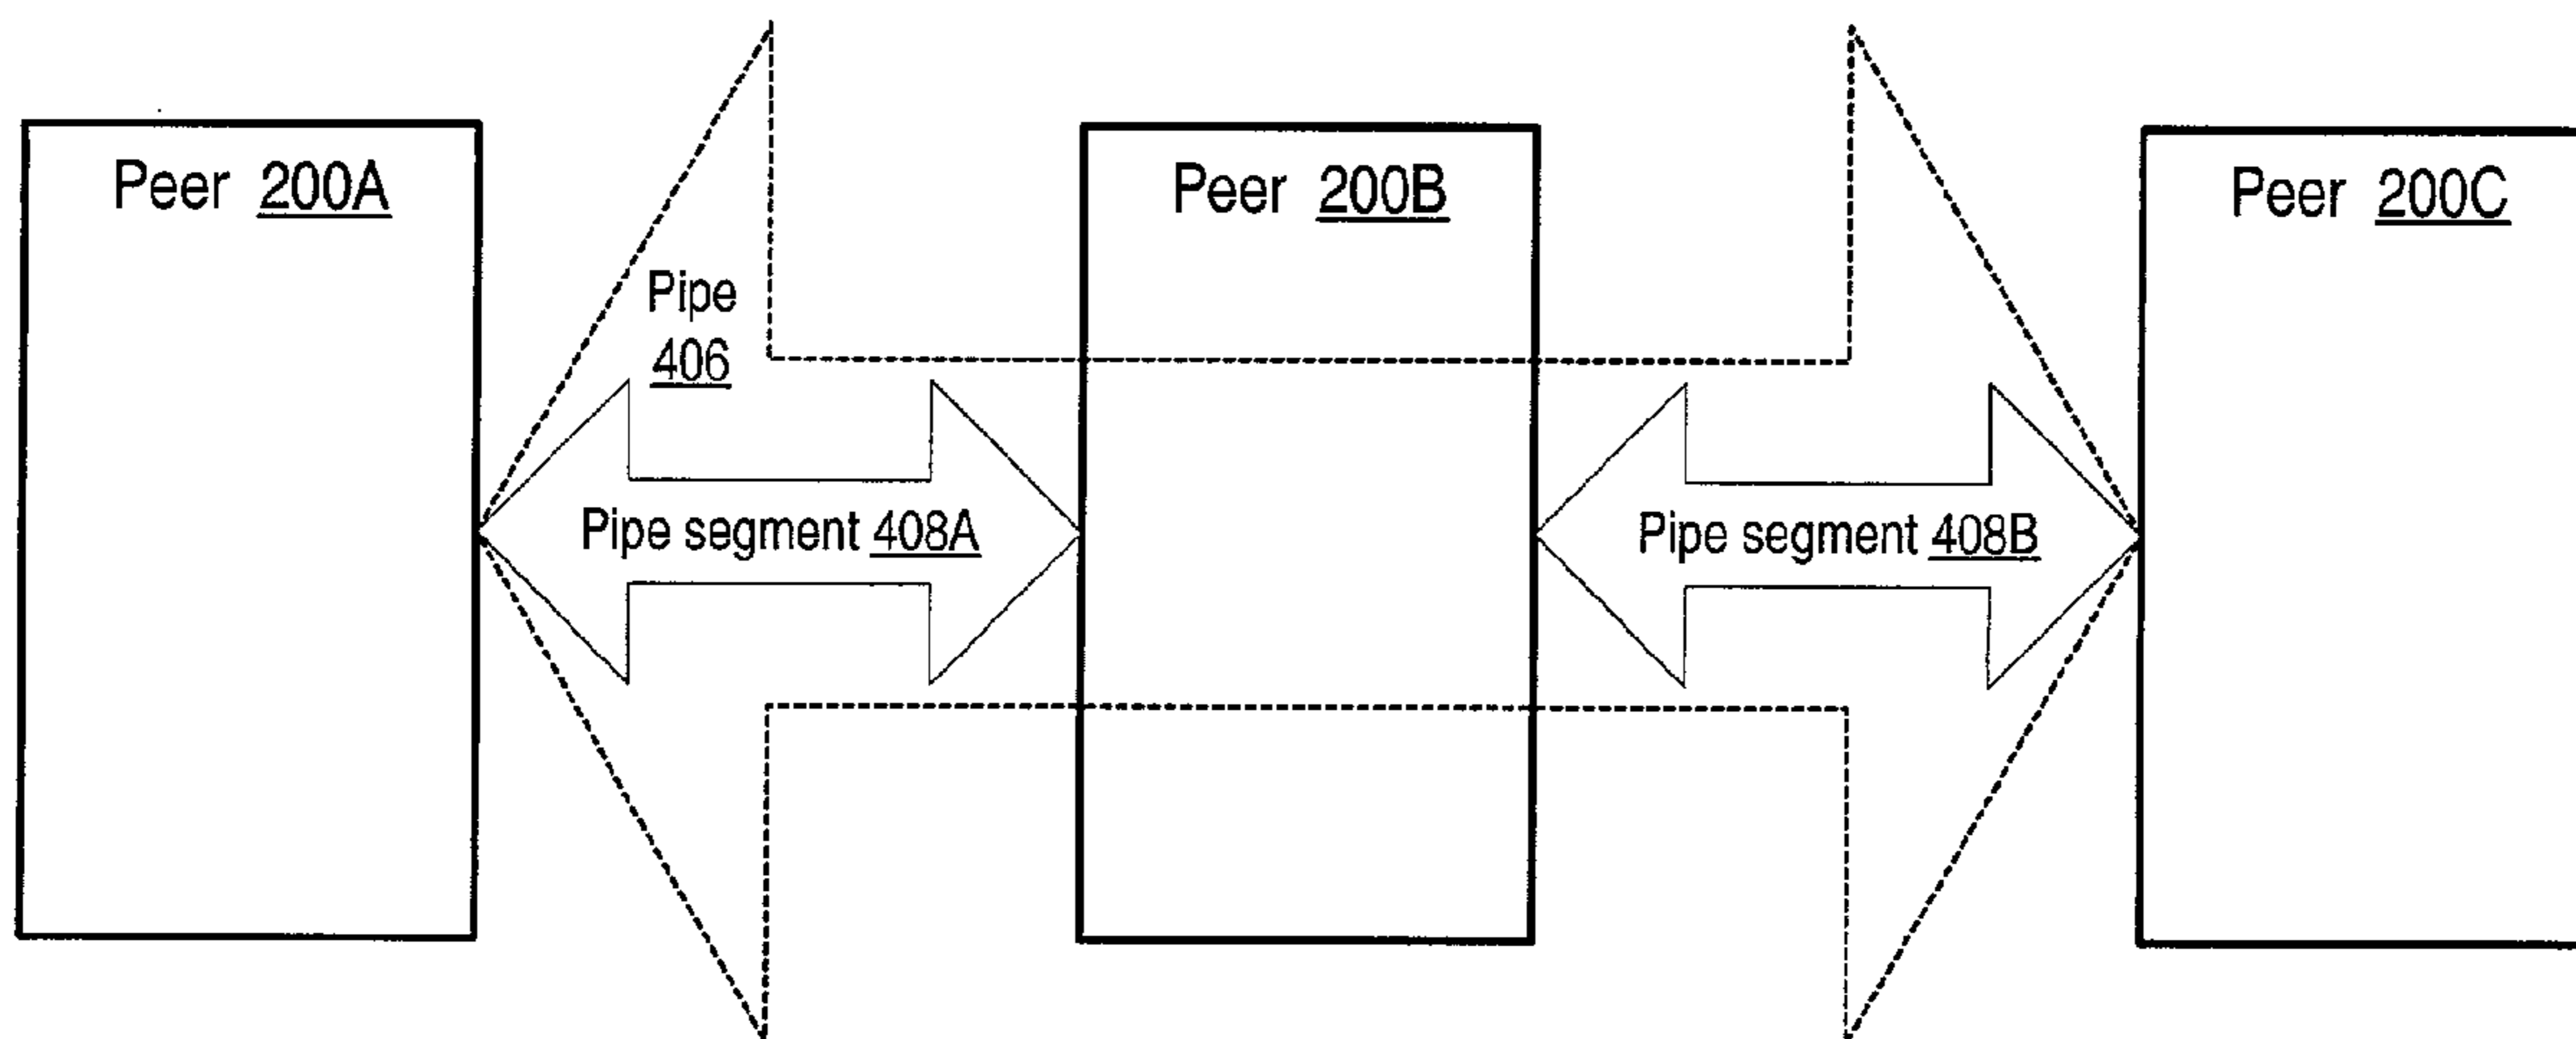 Peer 200A
Peer 200B
Peer 200C
Pipe
406
Pipe segment 408A
Pipe segment 408B